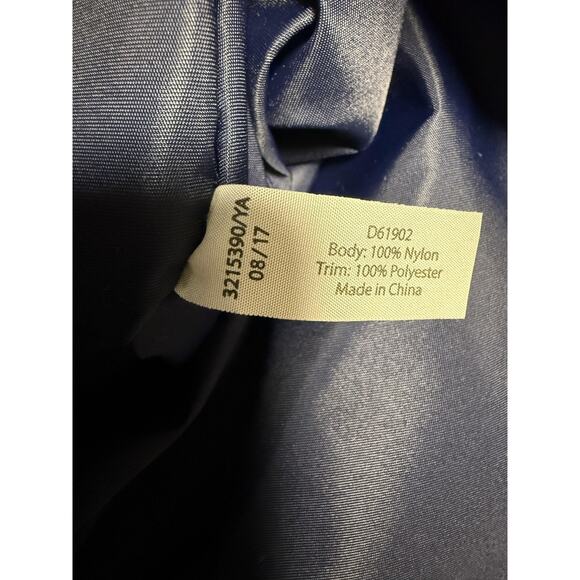 3215390/YA
08/17
D61902
Body: 100% Nylon
Trim: 100% Polyester
Made in China